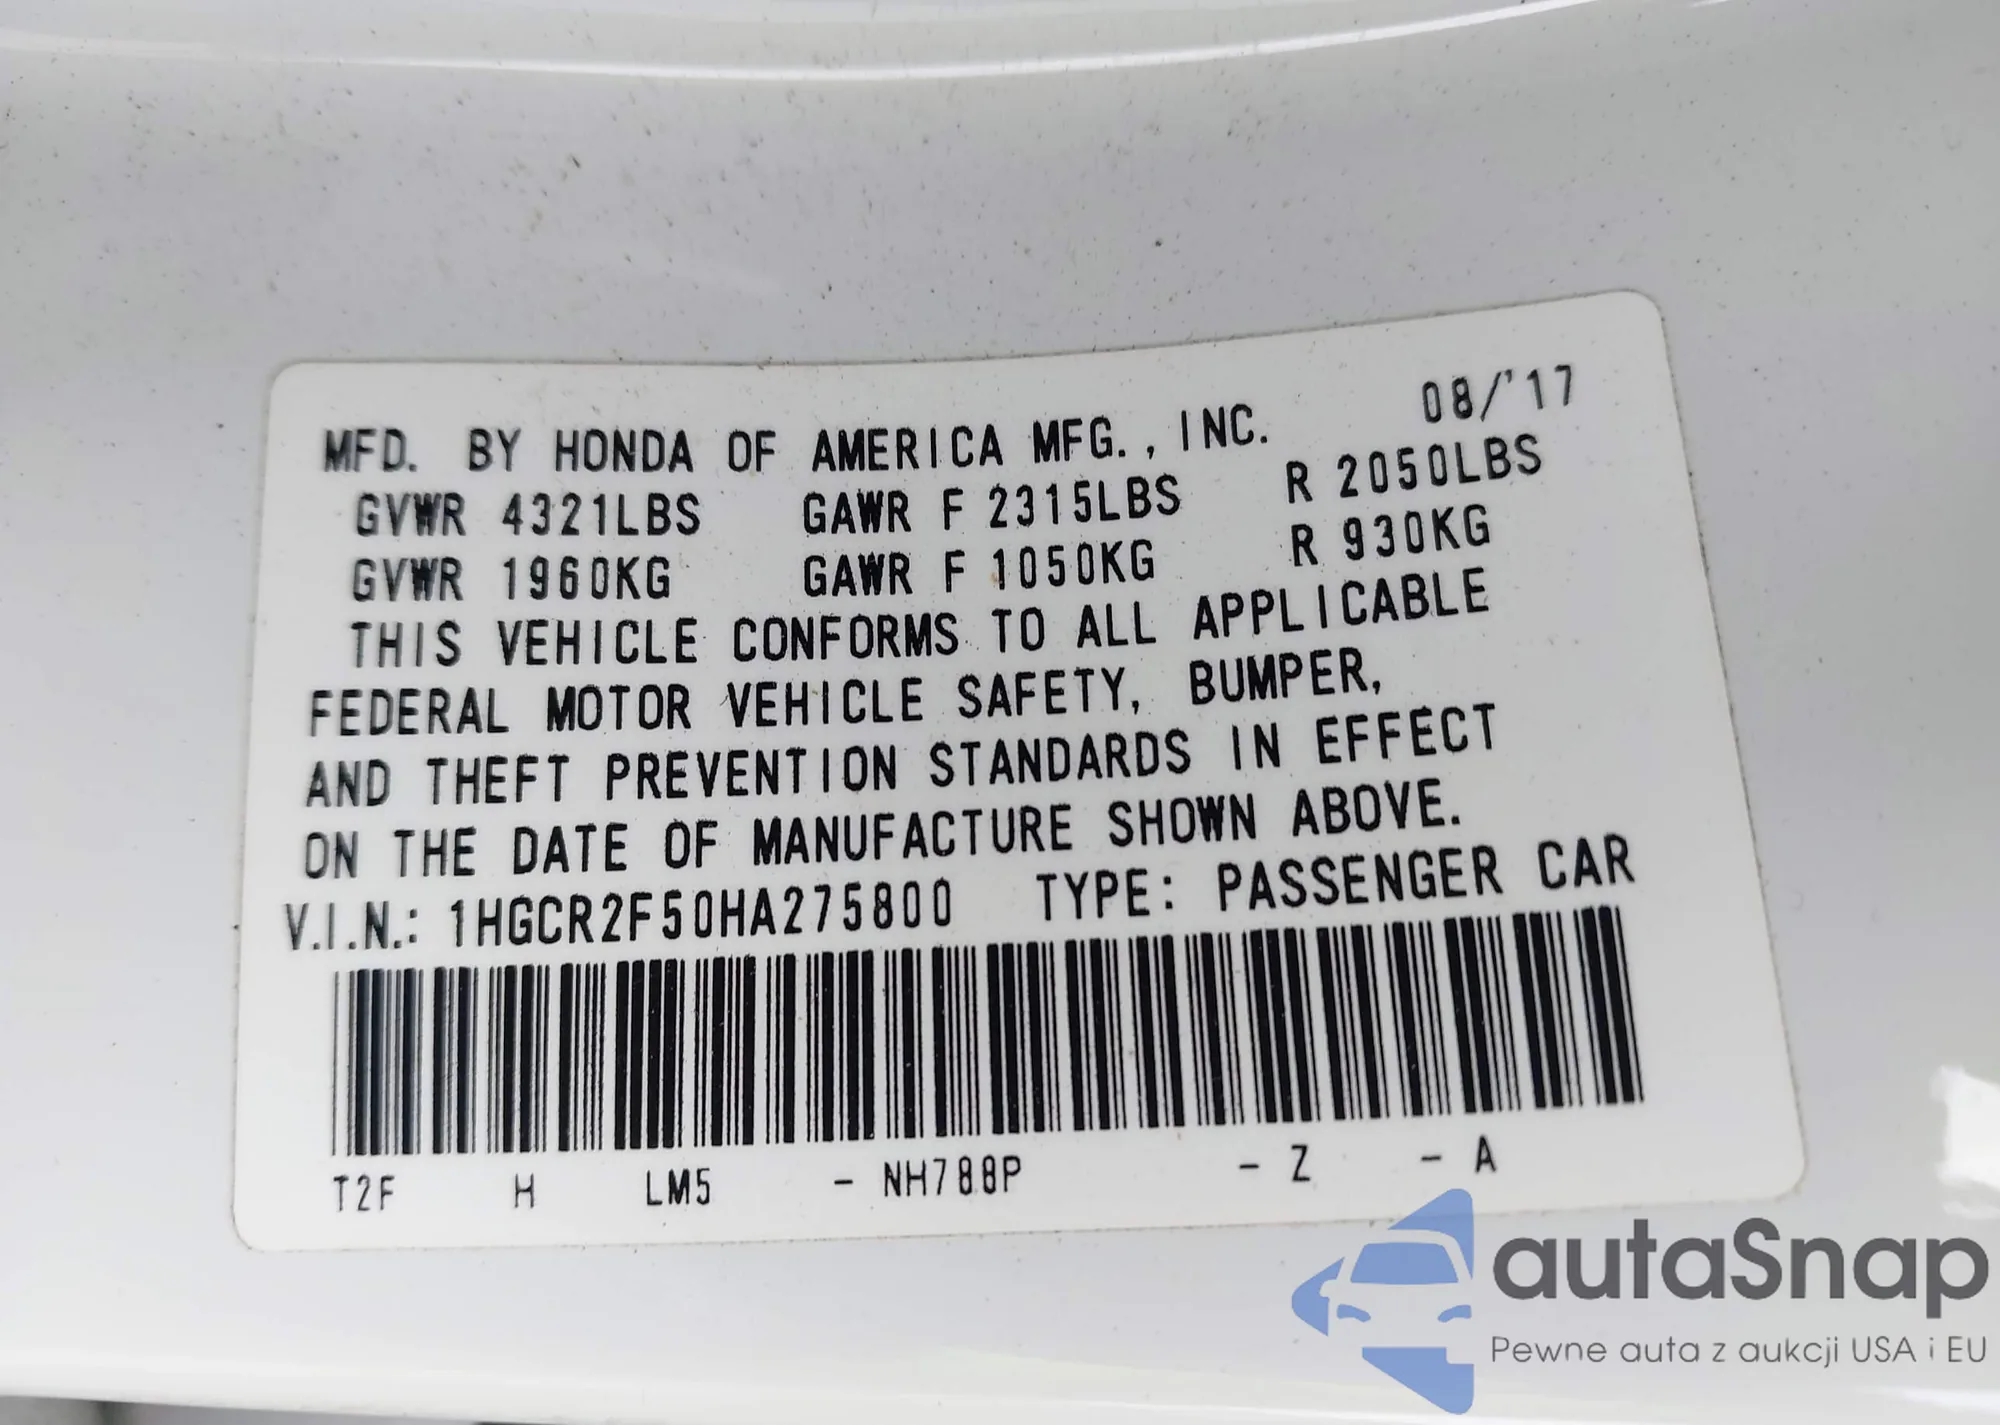 MFD. BY HONDA OF AMERICA MFG., INC. 08/'17
GVWR 4321LBS GAWR F 2315LBS R 2050LBS
GVWR 1960KG GAWR F 1050KG R 930KG
THIS VEHICLE CONFORMS TO ALL APPLICABLE
FEDERAL MOTOR VEHICLE SAFETY, BUMPER,
AND THEFT PREVENTION STANDARDS IN EFFECT
ON THE DATE OF MANUFACTURE SHOWN ABOVE.
V.I.N.: 1HGCR2F50HA275800 TYPE: PASSENGER CAR
T2F H LM5 - NH788P - Z - A
autaSnap
Pewne auta z aukcji USA i EU